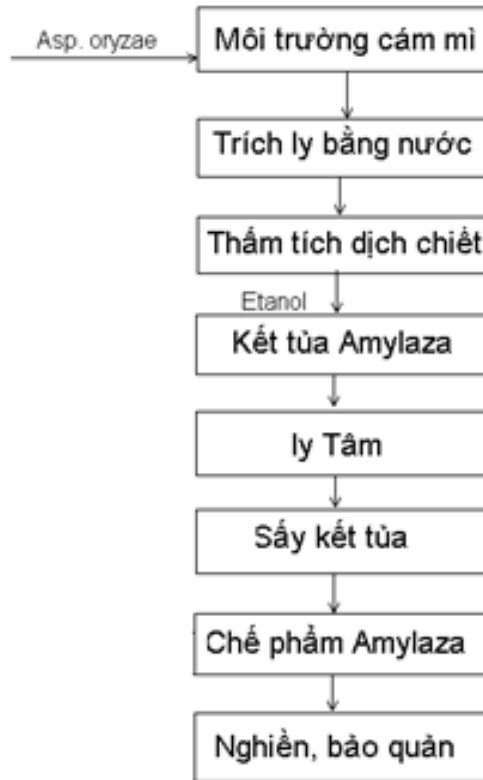 Asp. oryzae
Môi trường cám mì
Trích ly bằng nước
Thấm tích dịch chiết
Etanol
Kết tủa Amylaza
ly Tâm
Sấy kết tủa
Chế phẩm Amylaza
Nghiền, bảo quản